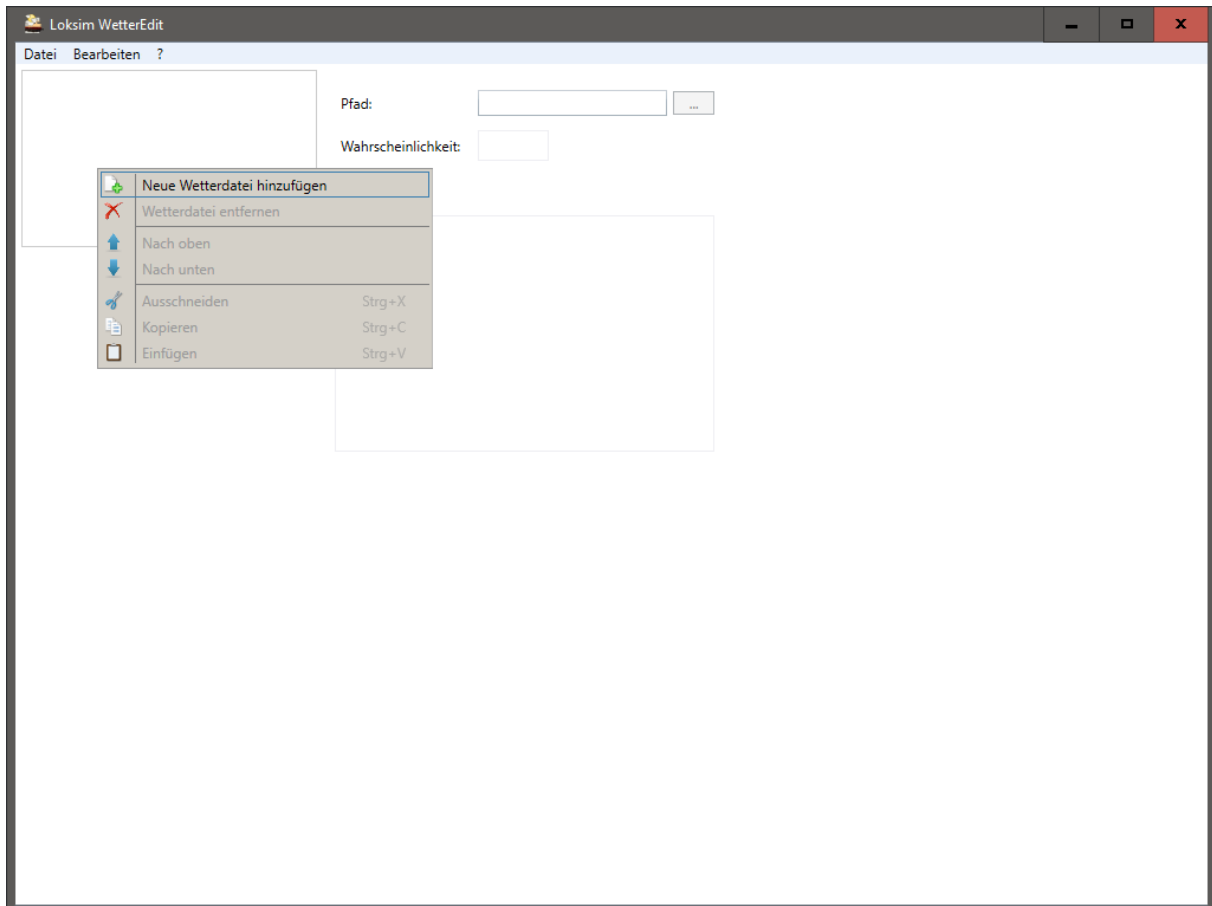 Loksim WetterEdit
Datei Bearbeiten ?
Pfad:
...
Wahrscheinlichkeit:
Neue Wetterdatei hinzufügen
Wetterdatei entfernen
Nach oben
Nach unten
Ausschneiden Strg+X
Kopieren Strg+C
Einfügen Strg+V